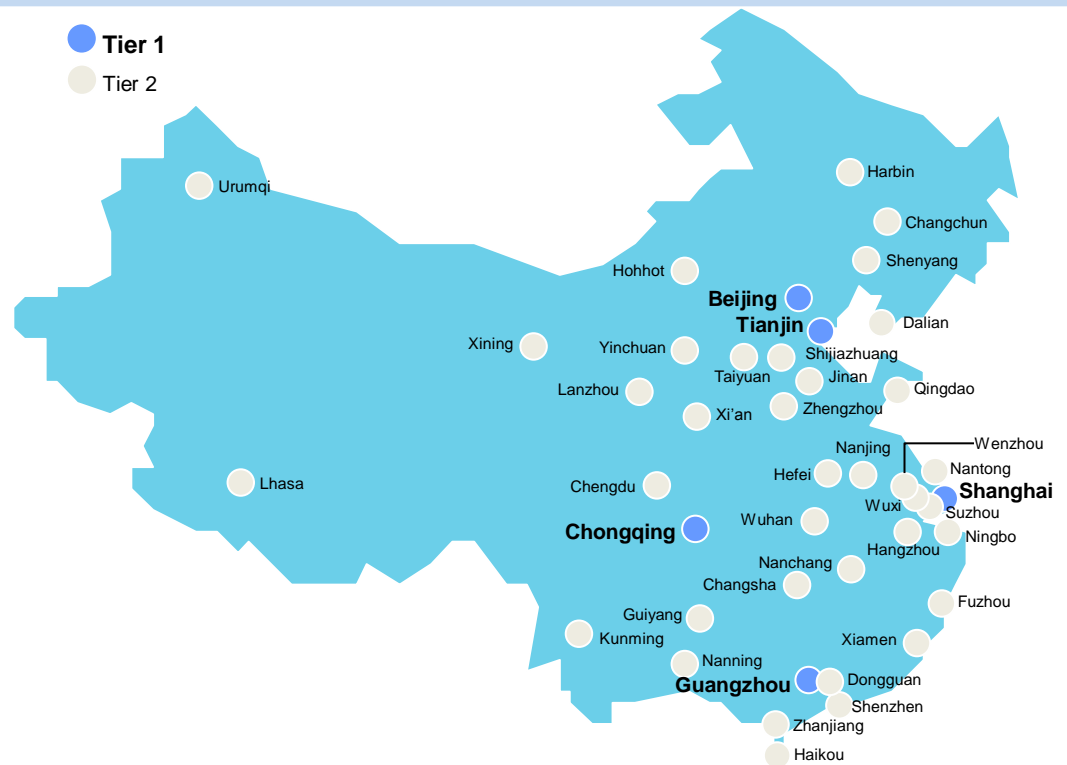 Tier 1
Tier 2
Harbin
Urumqi
Changchun
Shenyang
Hohhot
Beijing
Tianjin
Dalian
Xining
Yinchuan
Shijiazhuang
Taiyuan
Jinan
Lanzhou
Qingdao
Zhengzhou
Xi'an
Nanjing
Wenzhou
Hefei
Nantong
Lhasa
Chengdu
Shanghai
Wuxi
Suzhou
Wuhan
Chongqing
Ningbo
Hangzhou
Nanchang
Changsha
Fuzhou
Guiyang
Kunming
Xiamen
Nanning
Guangzhou
Dongguan
Shenzhen
Zhanjiang
Haikou